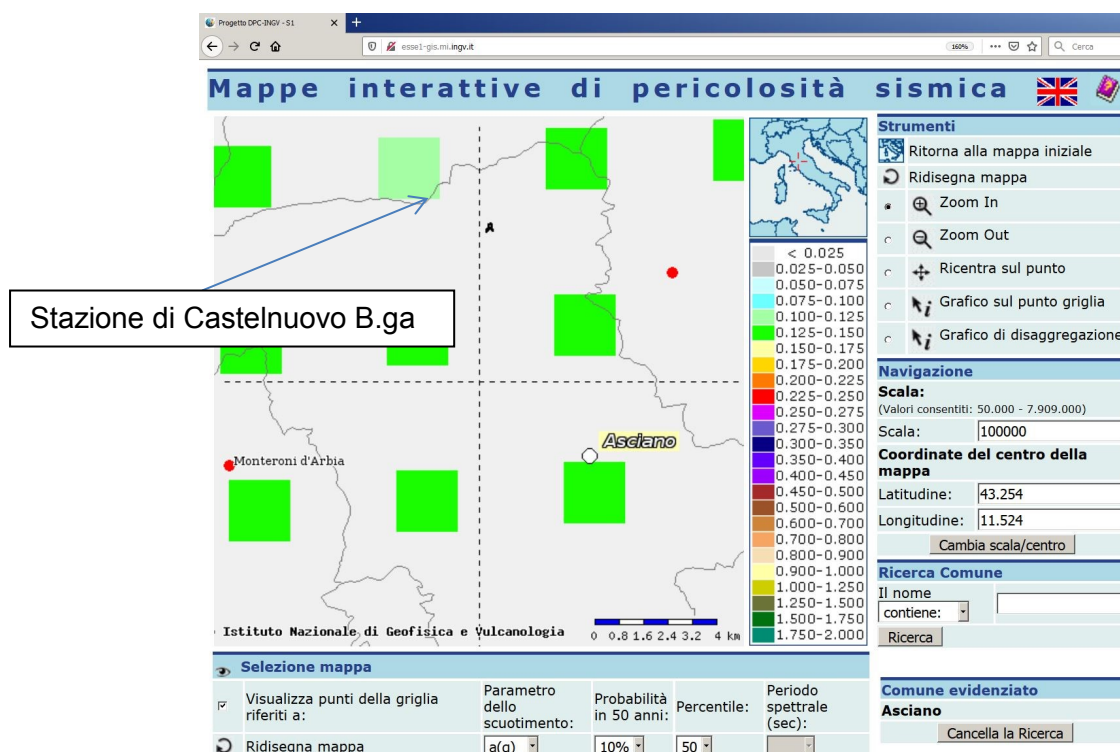 Progetto DPC-INGV - S1
esse1-gis.mi.ingv.it
160%
Cerca
Mappe interattive di pericolosità sismica
Stazione di Castelnuovo B.ga
Asciano
Monteroni d'Arbia
Istituto Nazionale di Geofisica e Vulcanologia
0 0.8 1.6 2.4 3.2 4 km
< 0.025
0.025-0.050
0.050-0.075
0.075-0.100
0.100-0.125
0.125-0.150
0.150-0.175
0.175-0.200
0.200-0.225
0.225-0.250
0.250-0.275
0.275-0.300
0.300-0.350
0.350-0.400
0.400-0.450
0.450-0.500
0.500-0.600
0.600-0.700
0.700-0.800
0.800-0.900
0.900-1.000
1.000-1.250
1.250-1.500
1.500-1.750
1.750-2.000
Strumenti
Ritorna alla mappa iniziale
Ridisegna mappa
Zoom In
Zoom Out
Ricentra sul punto
Grafico sul punto griglia
Grafico di disaggregazione
Navigazione
Scala:
(Valori consentiti: 50.000 - 7.909.000)
Scala: 100000
Coordinate del centro della
mappa
Latitudine: 43.254
Longitudine: 11.524
Cambia scala/centro
Ricerca Comune
Il nome
contiene:
Ricerca
Comune evidenziato
Asciano
Cancella la Ricerca
Selezione mappa
Visualizza punti della griglia
riferiti a:
Parametro
dello
scuotimento:
Probabilità
in 50 anni:
Percentile:
Periodo
spettrale
(sec):
Ridisegna mappa
a(g)
10%
50